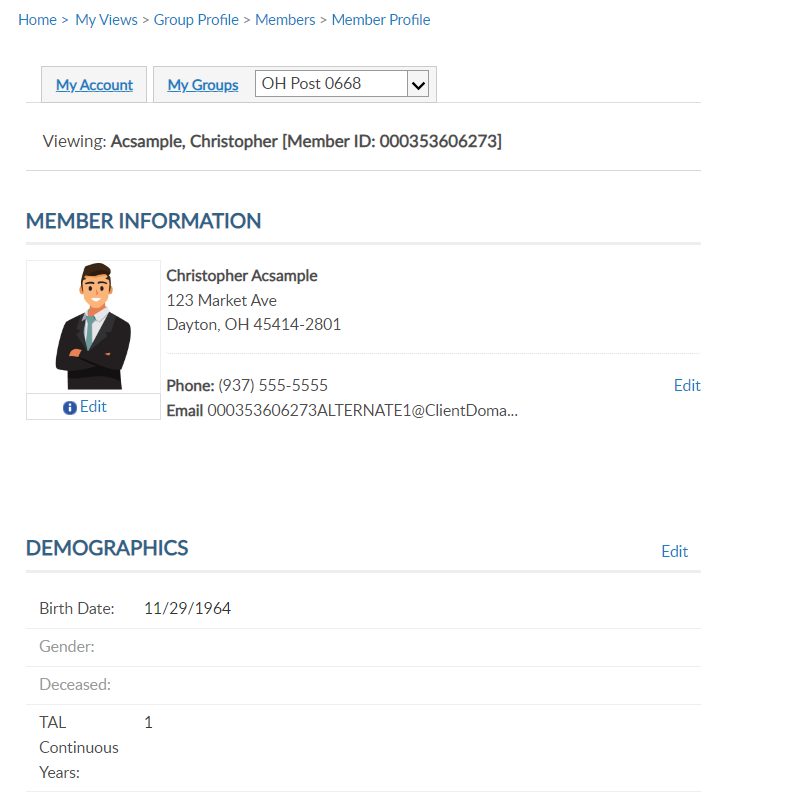 Home > My Views > Group Profile > Members > Member Profile
My Account My Groups OH Post 0668
Viewing: Acsample, Christopher [Member ID: 000353606273]
MEMBER INFORMATION
Christopher Acsample
123 Market Ave
Dayton, OH 45414-2801
Phone: (937) 555-5555 Edit
i Edit
Email 000353606273ALTERNATE1@ClientDoma...
DEMOGRAPHICS Edit
Birth Date: 11/29/1964
Gender:
Deceased:
TAL 1
Continuous
Years: